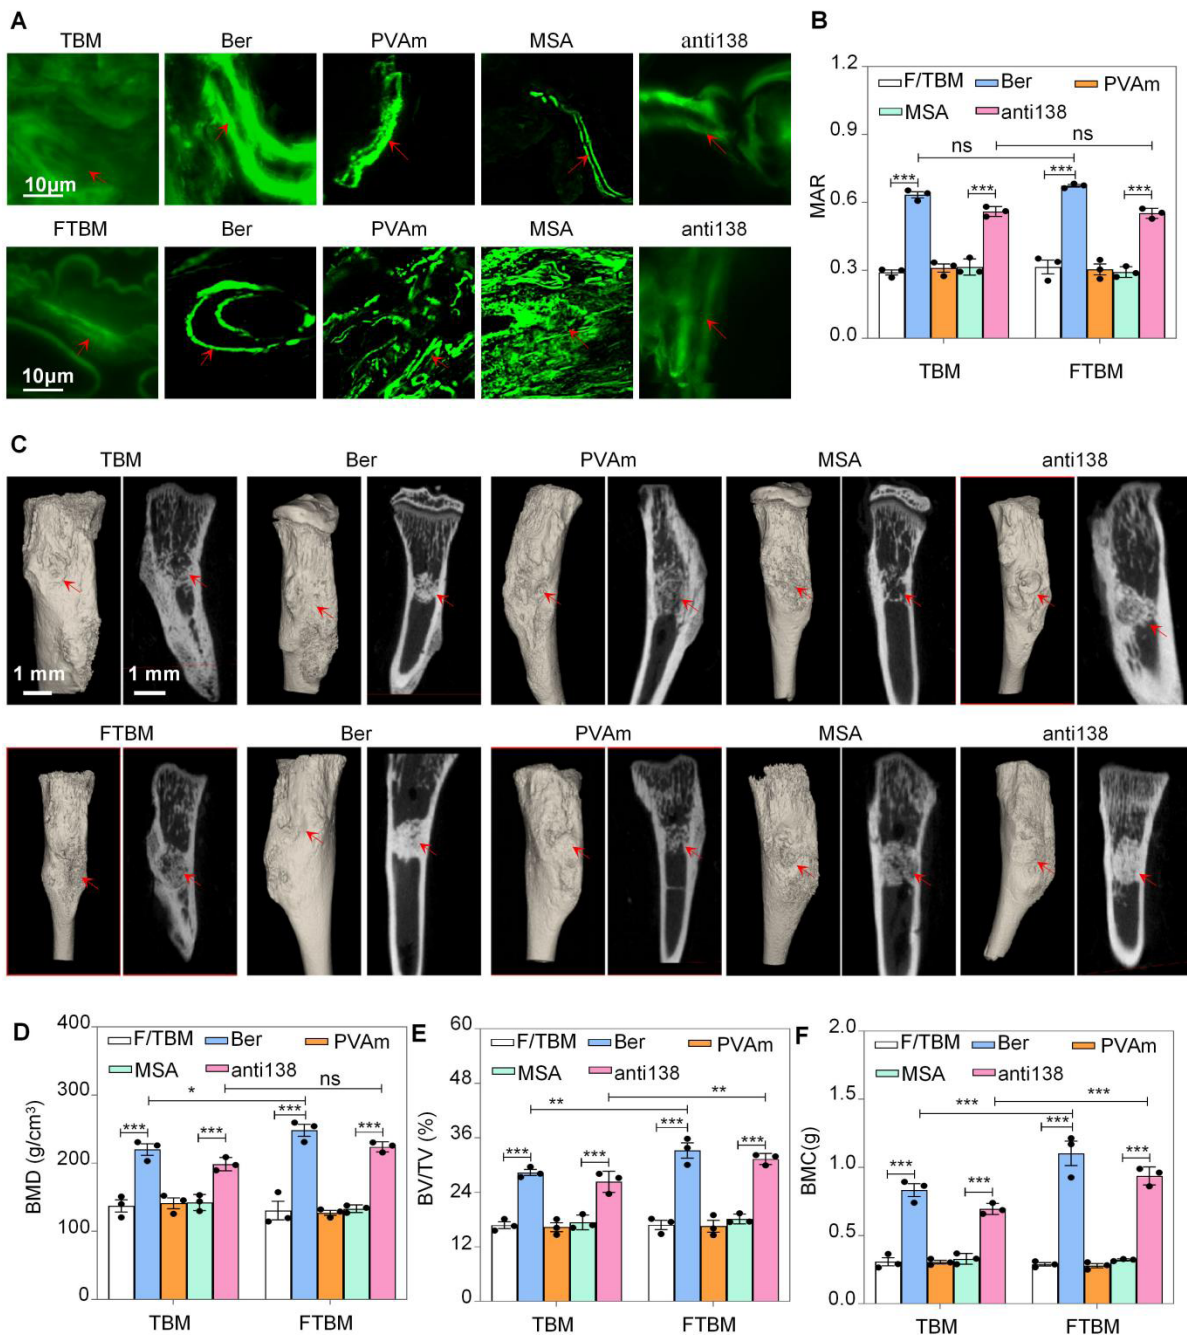 A
TBM Ber PVAm MSA anti138
10μm
FTBM Ber PVAm MSA anti138
10μm
B
1.2
0.9
0.6
0.3
0.0
MAR
F/TBM Ber PVAm
MSA anti138
ns ns
*** *** *** ***
TBM FTBM
C
TBM Ber PVAm MSA anti138
1 mm 1 mm
FTBM Ber PVAm MSA anti138
D
400
300
200
100
0
BMD (g/cm³)
F/TBM Ber PVAm
MSA anti138
* ns
*** *** *** ***
TBM FTBM
E
60
48
36
24
12
0
BV/TV (%)
F/TBM Ber PVAm
MSA anti138
** **
*** *** *** ***
TBM FTBM
F
2.0
1.5
1.0
0.5
0.0
BMC(g)
F/TBM Ber PVAm
MSA anti138
*** ***
*** *** *** ***
TBM FTBM